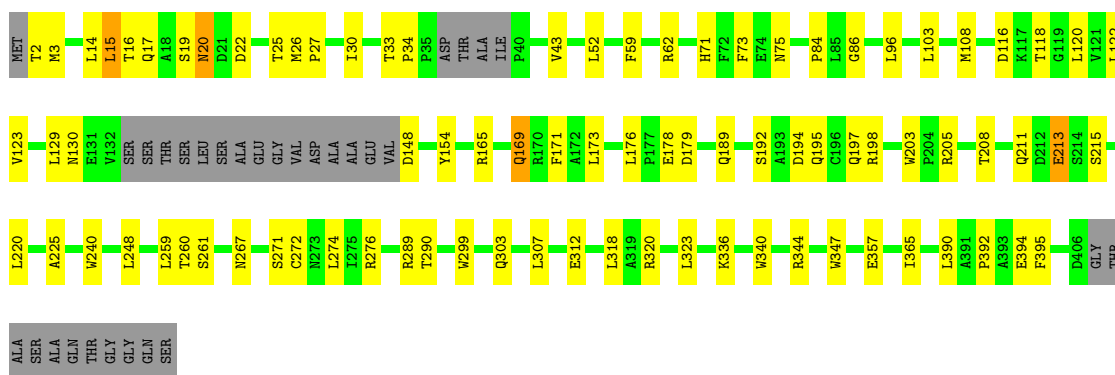 MET T2 M3 L14 L15 T16 Q17 A18 S19 N20 D21 D22 T25 M26 P27 I30 T33 P34 P35 ASP THR ALA ILE P40 V43 L52 F59 R62 H71 F72 F73 E74 N75 P84 L85 G86 L96 L103 M108 D116 K117 T118 G119 L120 V121 L122
V123 L129 N130 E131 V132 SER SER THR SER LEU SER ALA GLU GLY VAL ASP ALA ALA GLU VAL D148 Y154 R165 Q169 R170 F171 A172 L173 L176 P177 E178 D179 Q189 S192 A193 D194 Q195 C196 Q197 R198 W203 P204 R205 T208 Q211 D212 E213 S214 S215
L220 A225 W240 L248 L259 T260 S261 N267 S271 C272 N273 L274 I275 R276 R289 T290 W299 Q303 L307 E312 L318 A319 R320 L323 K336 W340 R344 W347 E357 I365 L390 A391 P392 A393 E394 F395 D406 GLY THR
ALA SER ALA GLN THR GLY GLY GLN SER